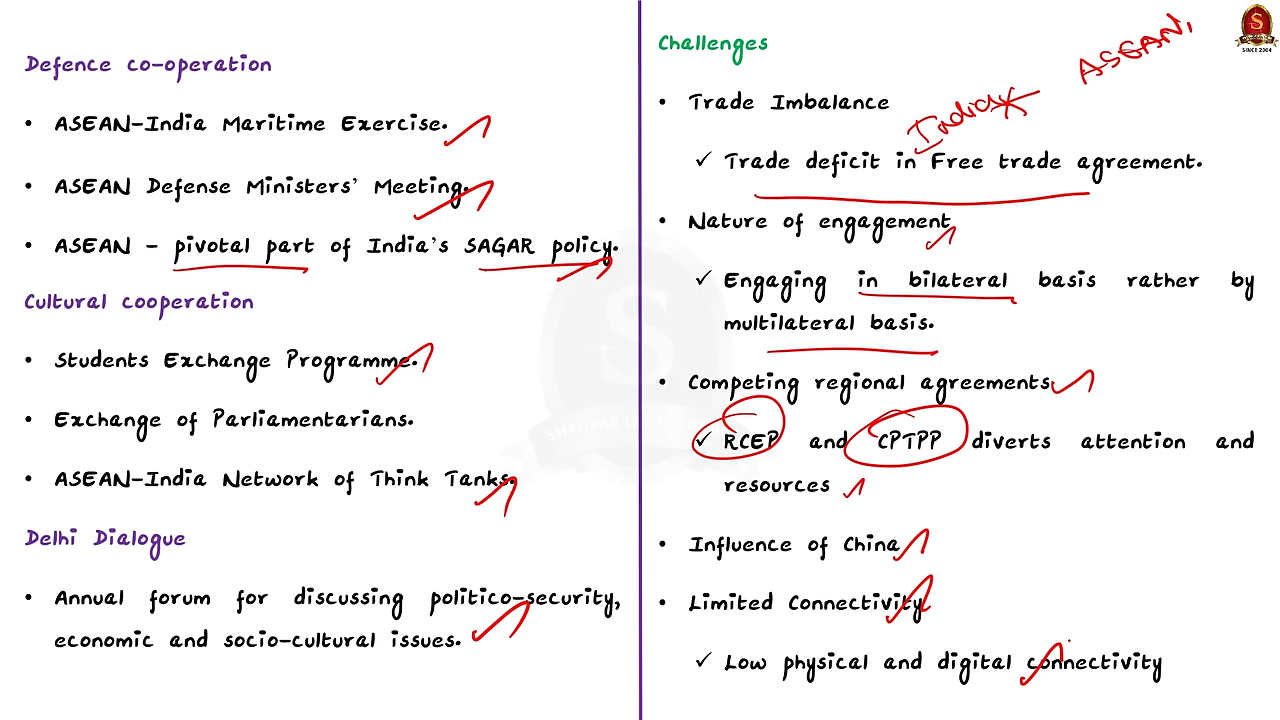 Defence co-operation
• ASEAN-India Maritime Exercise.
• ASEAN Defense Ministers' Meeting.
• ASEAN - pivotal part of India's SAGAR policy.
Cultural cooperation
• Students Exchange Programme.
• Exchange of Parliamentarians.
• ASEAN-India Network of Think Tanks.
Delhi Dialogue
• Annual forum for discussing politico-security,
economic and socio-cultural issues.
Challenges
ASEAN
• Trade Imbalance
India
✓ Trade deficit in Free trade agreement.
• Nature of engagement
✓ Engaging in bilateral basis rather by
multilateral basis.
• Competing regional agreements
✓ RCEP and CPTPP diverts attention and
resources
• Influence of China
• Limited Connectivity
✓ Low physical and digital connectivity
S
SINCE 2004